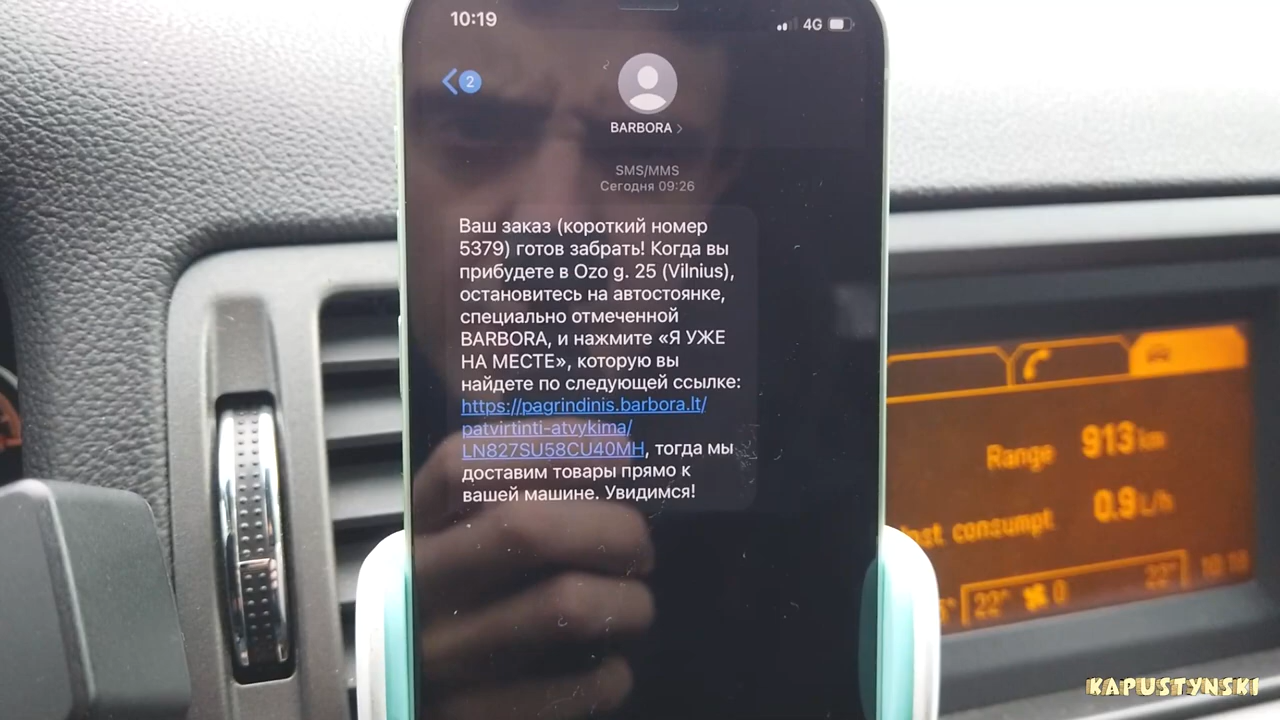 10:19
4G
2
BARBORA
SMS/MMS
Сегодня 09:26
Ваш заказ (короткий номер
5379) готов забрать! Когда вы
прибудете в Ozo g. 25 (Vilnius),
остановитесь на автостоянке,
специально отмеченной
BARBORA, и нажмите «Я УЖЕ
НА МЕСТЕ», которую вы
найдете по следующей ссылке:
https://pagrindinis.barbora.lt/
patvirtinti-atvykima/
LN827SU58CU40MH, тогда мы
доставим товары прямо к
вашей машине. Увидимся!
Range 913 km
consumpt. 0.9 L/h
22° 0 22°
KAPUSTYNSKI